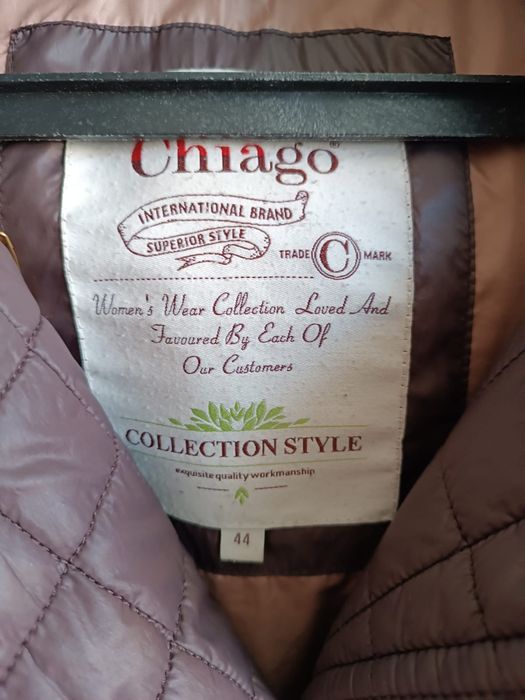 Chiago®
INTERNATIONAL BRAND
SUPERIOR STYLE
TRADE C MARK
Women's Wear Collection Loved And
Favoured By Each Of
Our Customers
COLLECTION STYLE
exquisite quality workmanship
44